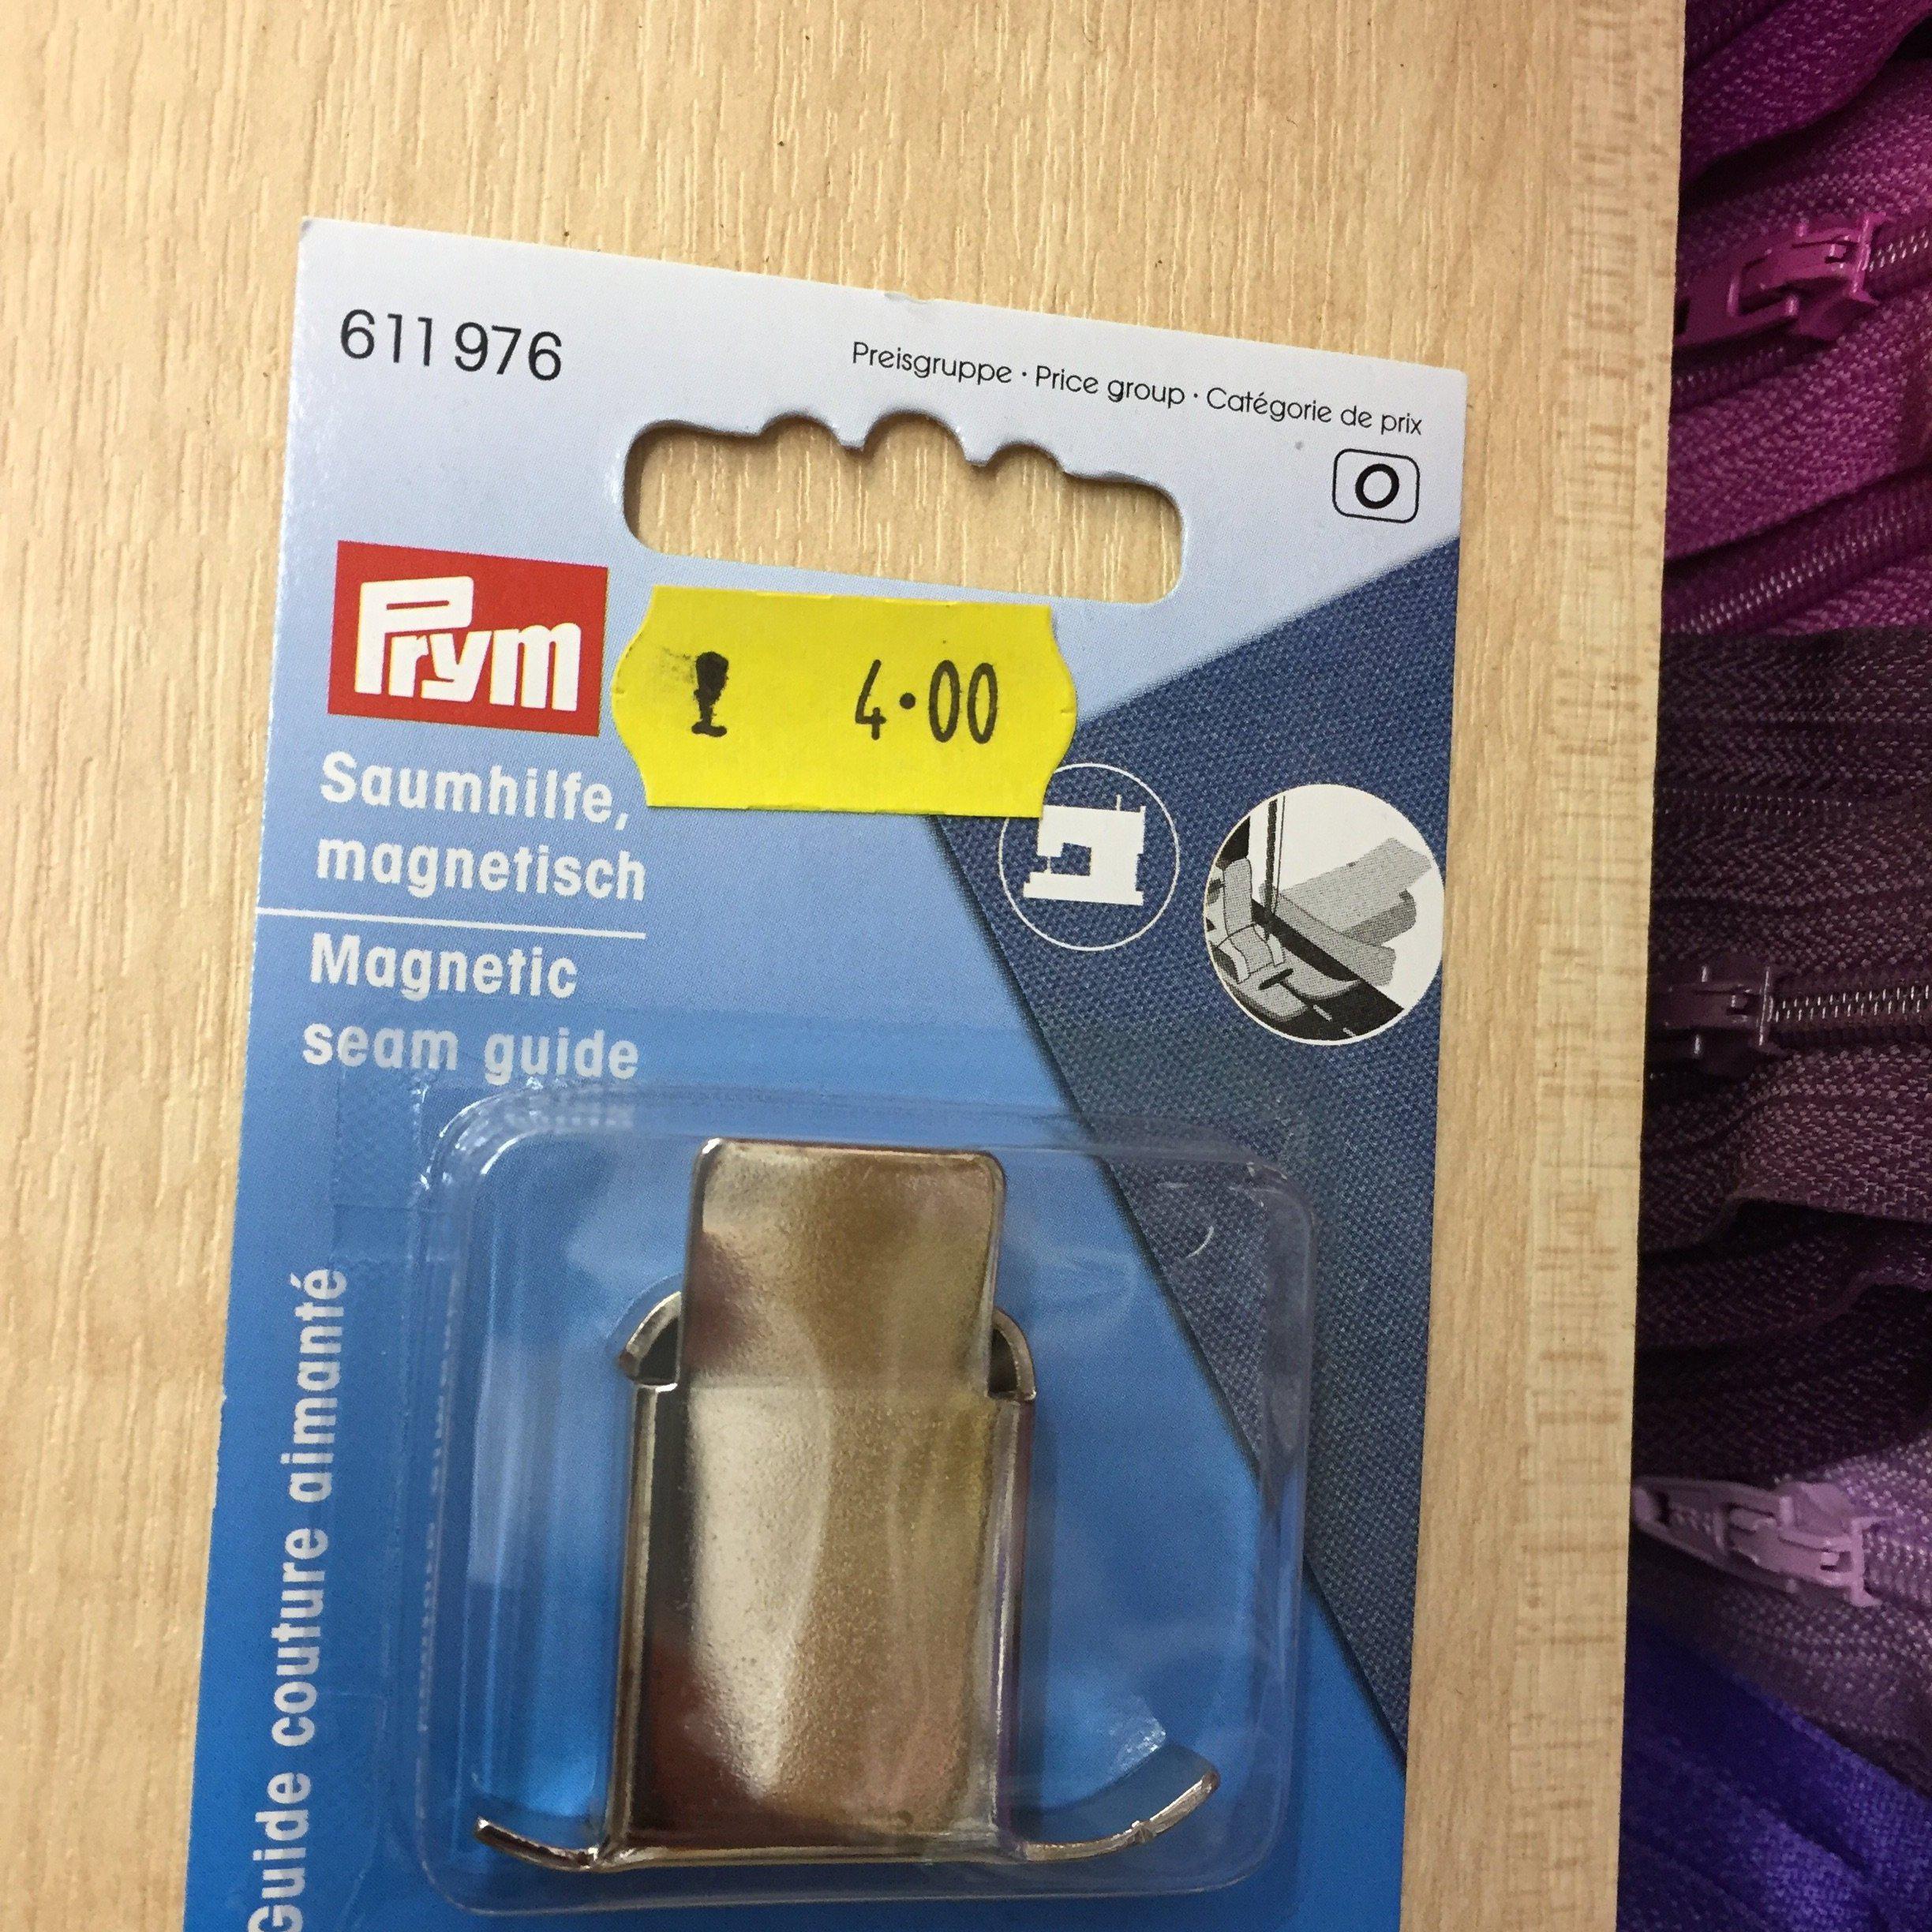 611 976
Preisgruppe · Price group · Catégorie de prix
O
Prym
4·00
Saumhilfe,
magnetisch
Magnetic
seam guide
Guide couture aimanté